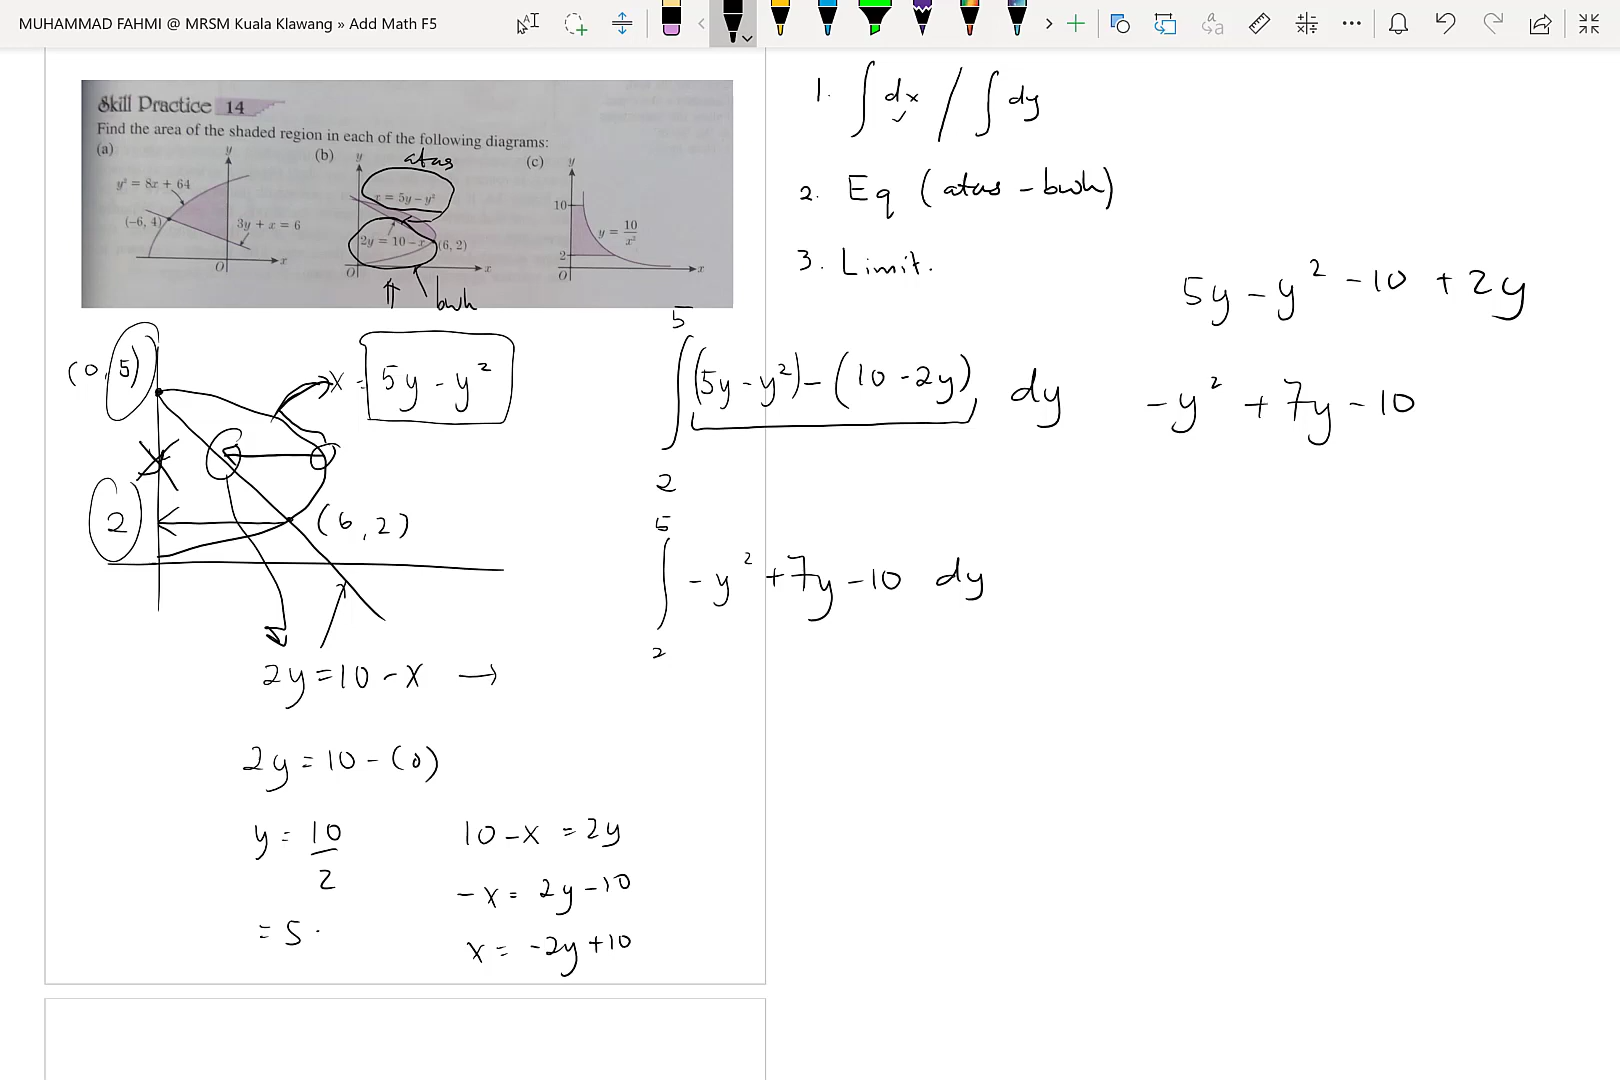 MUHAMMAD FAHMI @ MRSM Kuala Klawang » Add Math F5
Skill Practice 14
Find the area of the shaded region in each of the following diagrams:
(a)
y
y² = 8x + 64
(-6, 4)
3y + x = 6
O
x
(b)
y
atas
x = 5y – y²
2y = 10 – x
(6, 2)
O
x
bwh
(c)
y
10
y = 10/x²
2
O
x
1. ∫ dx / ∫ dy
2. Eq (atas - bwh)
3. Limit.
5y - y² - 10 + 2y
(0, 5)
x = 5y - y²
5
∫ (5y - y²) - (10 - 2y) dy
2
-y² + 7y - 10
2
(6, 2)
5
∫ -y² + 7y - 10 dy
2
2y = 10 - x →
2y = 10 - (0)
y = 10/2
= 5.
10 - x = 2y
-x = 2y - 10
x = -2y + 10